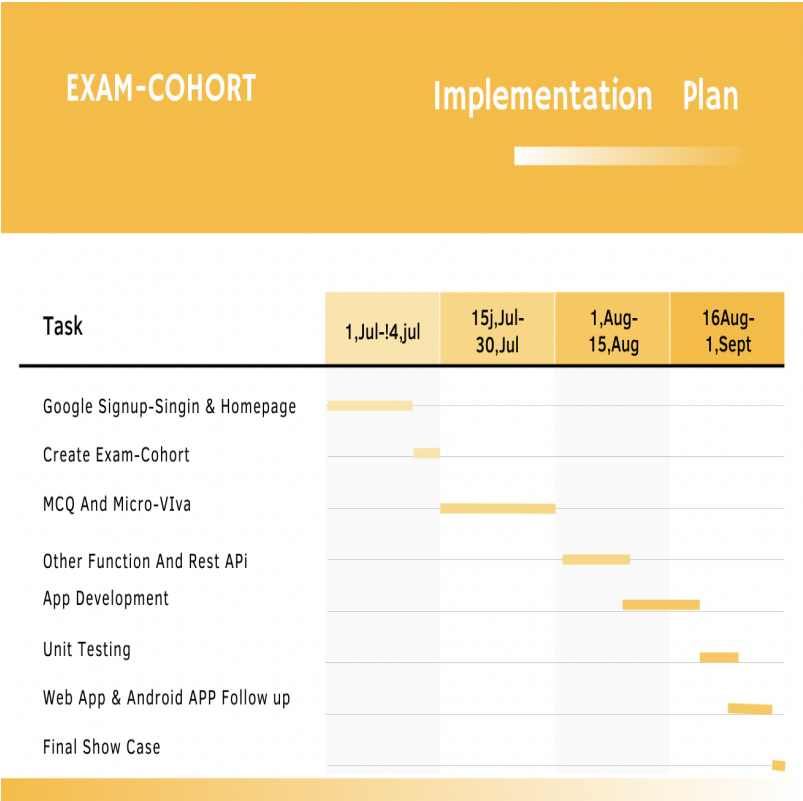 EXAM-COHORT
Implementation Plan
Task
1,Jul-!4,jul
15j,Jul-
30,Jul
1,Aug-
15,Aug
16Aug-
1,Sept
Google Signup-Singin & Homepage
Create Exam-Cohort
MCQ And Micro-VIva
Other Function And Rest APi
App Development
Unit Testing
Web App & Android APP Follow up
Final Show Case